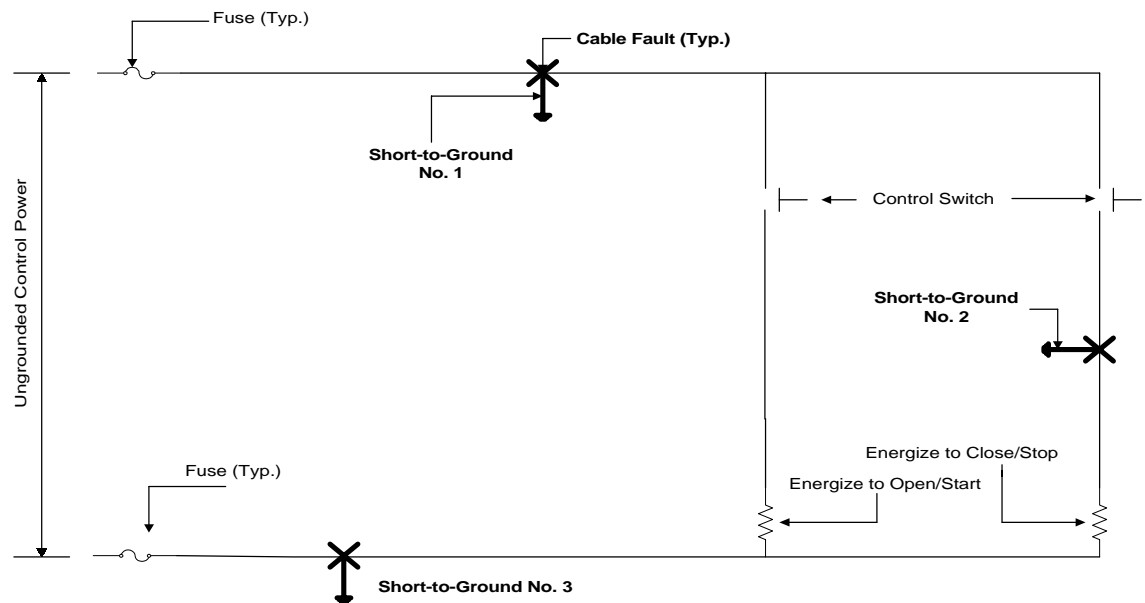 Fuse (Typ.)
Cable Fault (Typ.)
Short-to-Ground
No. 1
Control Switch
Ungrounded Control Power
Short-to-Ground
No. 2
Energize to Close/Stop
Fuse (Typ.)
Energize to Open/Start
Short-to-Ground No. 3